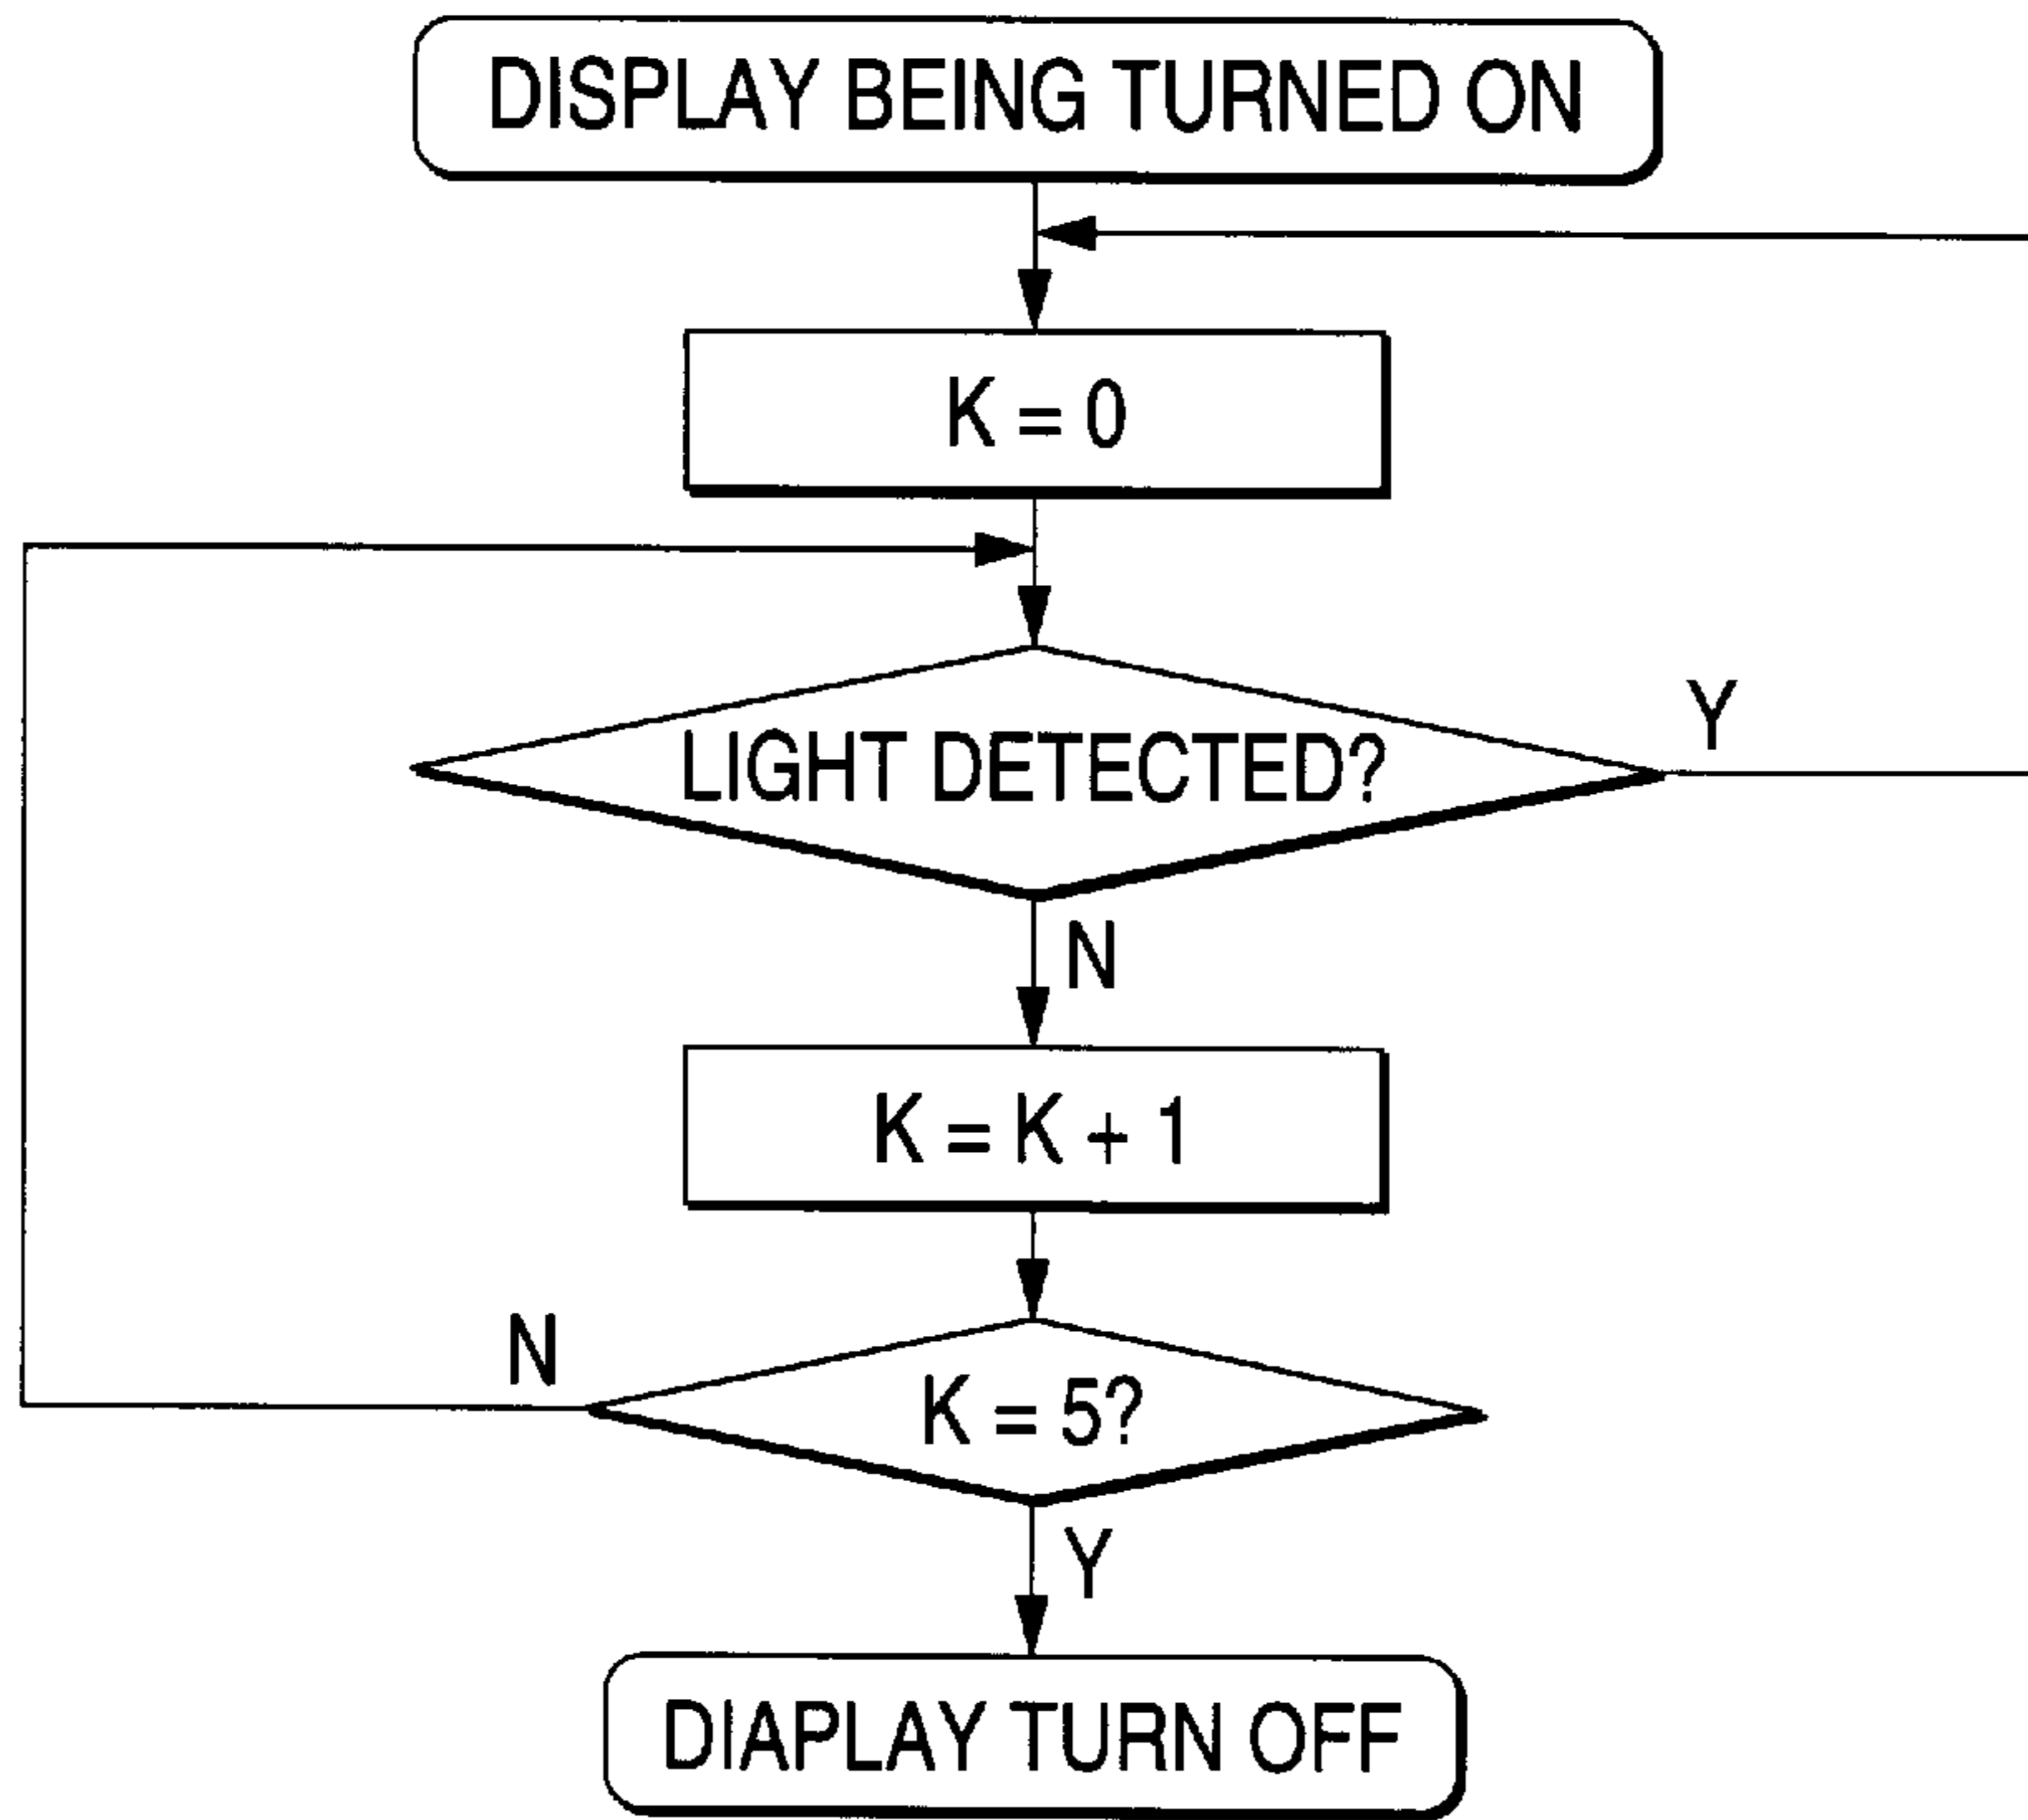 DISPLAY BEING TURNED ON
K = 0
LIGHT DETECTED?
Y
N
K = K + 1
N
K = 5?
Y
DIAPLAY TURN OFF